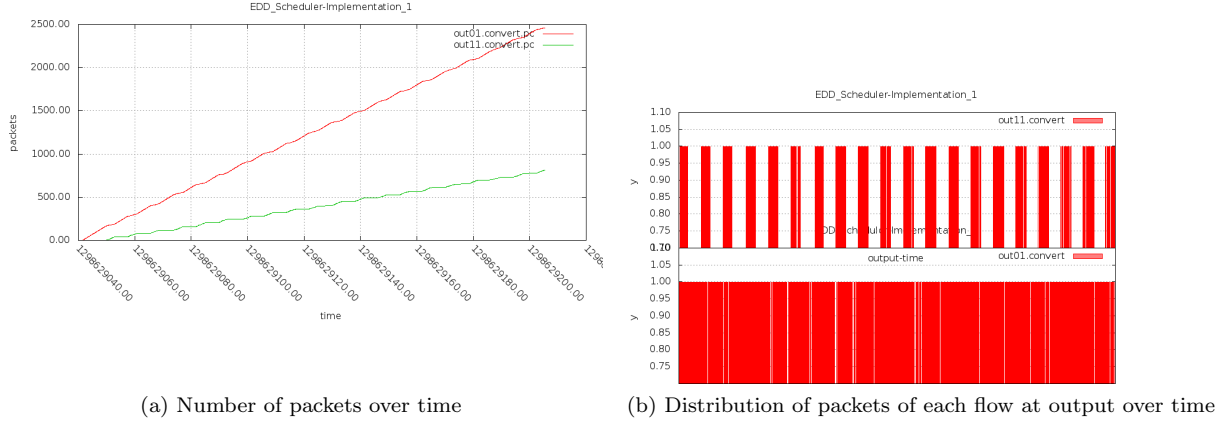 EDD_Scheduler-Implementation_1
out01.convert.pc
out11.convert.pc
2500.00
2000.00
1500.00
1000.00
500.00
0.00
packets
1298629040.00
1298629060.00
1298629080.00
1298629100.00
1298629120.00
1298629140.00
1298629160.00
1298629180.00
1298629200.00
time
(a) Number of packets over time
EDD_Scheduler-Implementation_1
out11.convert
1.10
1.05
1.00
0.95
0.90
0.85
0.80
0.75
y
output-time
out01.convert
1.05
1.00
0.95
0.90
0.85
0.80
0.75
y
(b) Distribution of packets of each flow at output over time